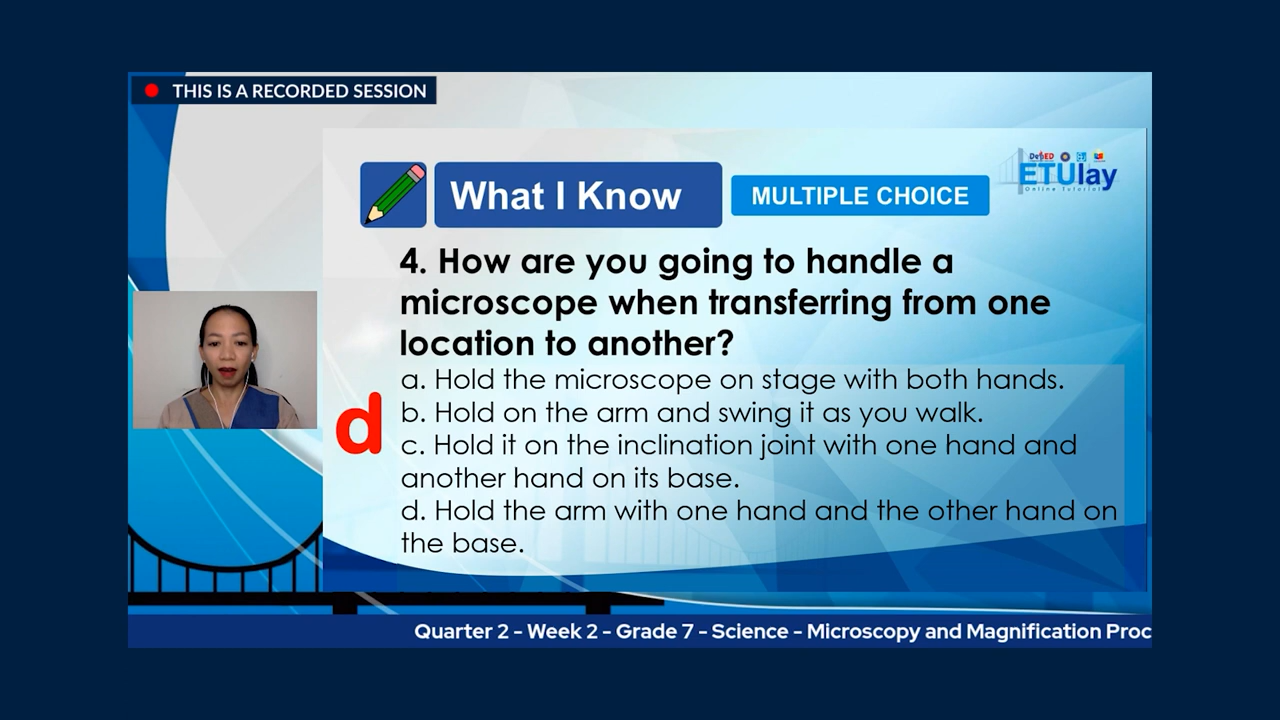 THIS IS A RECORDED SESSION
DepED
ETUlay
Online Tutorial
What I Know
MULTIPLE CHOICE
4. How are you going to handle a
microscope when transferring from one
location to another?
a. Hold the microscope on stage with both hands.
b. Hold on the arm and swing it as you walk.
c. Hold it on the inclination joint with one hand and
another hand on its base.
d. Hold the arm with one hand and the other hand on
the base.
d
Quarter 2 - Week 2 - Grade 7 - Science - Microscopy and Magnification Proc